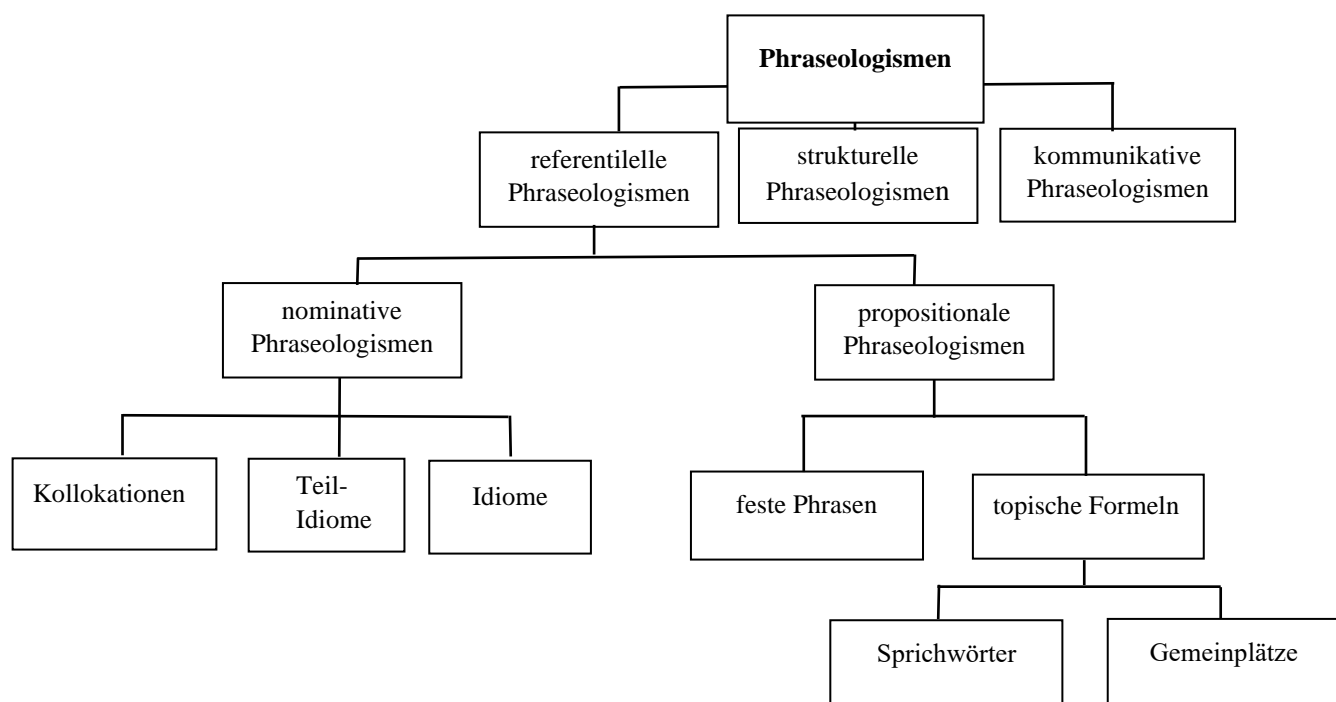 Phraseologismen
referentilelle
Phraseologismen
strukturelle
Phraseologismen
kommunikative
Phraseologismen
nominative
Phraseologismen
propositionale
Phraseologismen
Kollokationen
Teil-
Idiome
Idiome
feste Phrasen
topische Formeln
Sprichwörter
Gemeinplätze